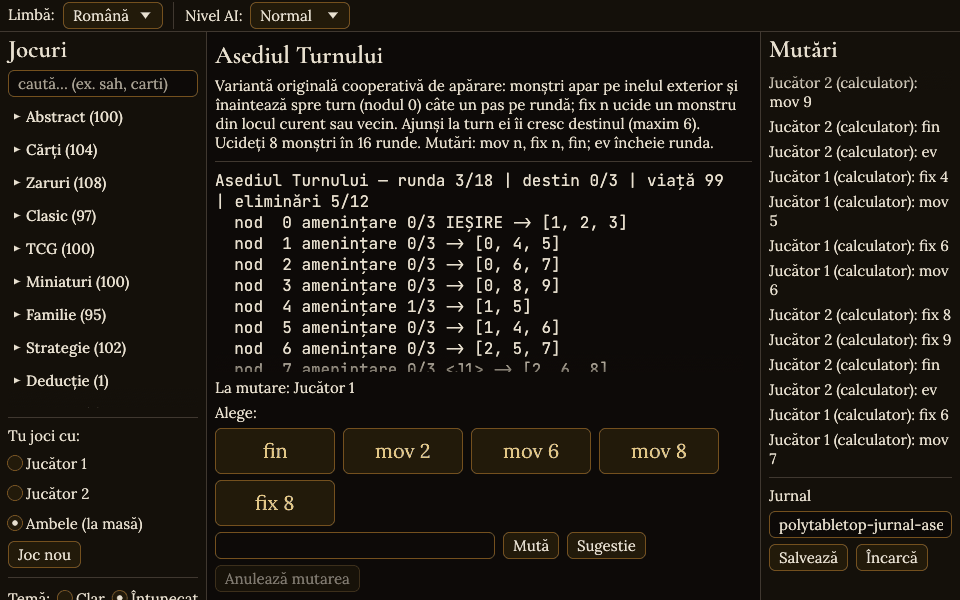 Limbă: Română ▼ Nivel AI: Normal ▼
Jocuri
caută... (ex. sah, carti)
▸ Abstract (100)
▸ Cărți (104)
▸ Zaruri (108)
▸ Clasic (97)
▸ TCG (100)
▸ Miniaturi (100)
▸ Familie (95)
▸ Strategie (102)
▸ Deducție (1)
Tu joci cu:
Jucător 1
Jucător 2
Ambele (la masă)
Joc nou
Temă: Clar Întunecat
Asediul Turnului
Variantă originală cooperativă de apărare: monștri apar pe inelul exterior și
înaintează spre turn (nodul 0) câte un pas pe rundă; fix n ucide un monstru
din locul curent sau vecin. Ajunși la turn ei îi cresc destinul (maxim 6).
Ucideți 8 monștri în 16 runde. Mutări: mov n, fix n, fin; ev încheie runda.
Asediul Turnului — runda 3/18 | destin 0/3 | viață 99
| eliminări 5/12
nod 0 amenințare 0/3 IEȘIRE -> [1, 2, 3]
nod 1 amenințare 0/3 -> [0, 4, 5]
nod 2 amenințare 0/3 -> [0, 6, 7]
nod 3 amenințare 0/3 -> [0, 8, 9]
nod 4 amenințare 1/3 -> [1, 5]
nod 5 amenințare 0/3 -> [1, 4, 6]
nod 6 amenințare 0/3 -> [2, 5, 7]
nod 7 amenințare 0/3 <J1> -> [2, 6, 8]
La mutare: Jucător 1
Alege:
fin mov 2 mov 6 mov 8
fix 8
Mută Sugestie
Anulează mutarea
Mutări
Jucător 2 (calculator):
mov 9
Jucător 2 (calculator): fin
Jucător 2 (calculator): ev
Jucător 1 (calculator): fix 4
Jucător 1 (calculator): mov
5
Jucător 1 (calculator): fix 6
Jucător 1 (calculator): mov
6
Jucător 2 (calculator): fix 8
Jucător 2 (calculator): fix 9
Jucător 2 (calculator): fin
Jucător 2 (calculator): ev
Jucător 1 (calculator): fix 6
Jucător 1 (calculator): mov
7
Jurnal
polytabletop-jurnal-ase
Salvează Încarcă